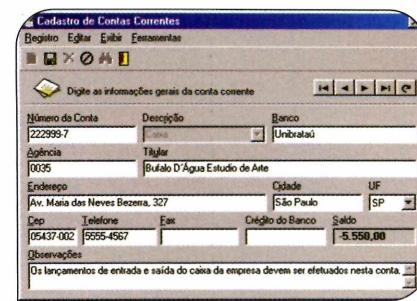 Cadastro de Contas Correntes
Registro Editar Exibir Ferramentas
Digite as informações gerais da conta corrente
Número da Conta Descrição Banco
222999-7 Caixa Unibrataú
Agência Titular
0035 Bufalo D´Água Estudio de Arte
Endereço Cidade UF
Av. Maria das Neves Bezerra, 327 São Paulo SP
Cep Telefone Fax Crédito do Banco Saldo
05437-002 5555-4567 -5.550,00
Observações
Os lançamentos de entrada e saída do caixa da empresa devem ser efetuados nesta conta.